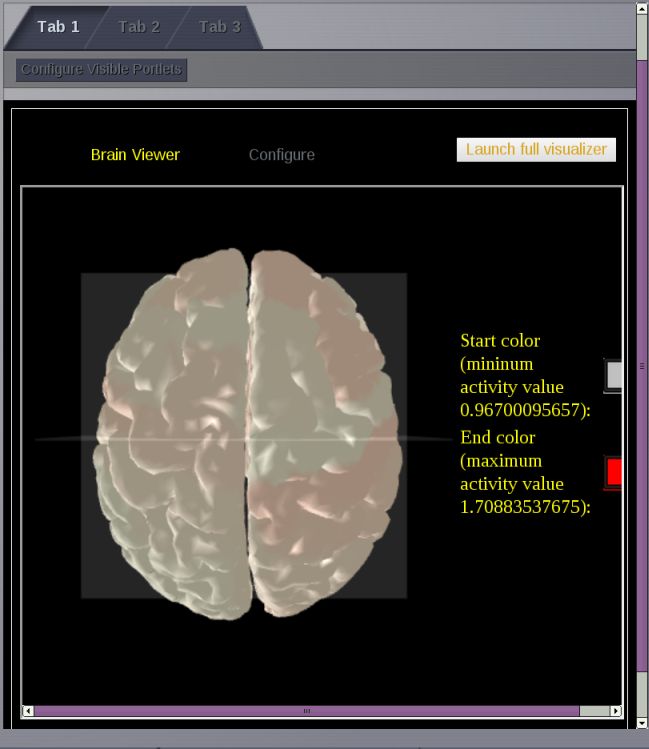 Tab 1 Tab 2 Tab 3
Configure Visible Portlets
Brain Viewer Configure Launch full visualizer
Start color
(mininum
activity value
0.96700095657):
End color
(maximum
activity value
1.70883537675):